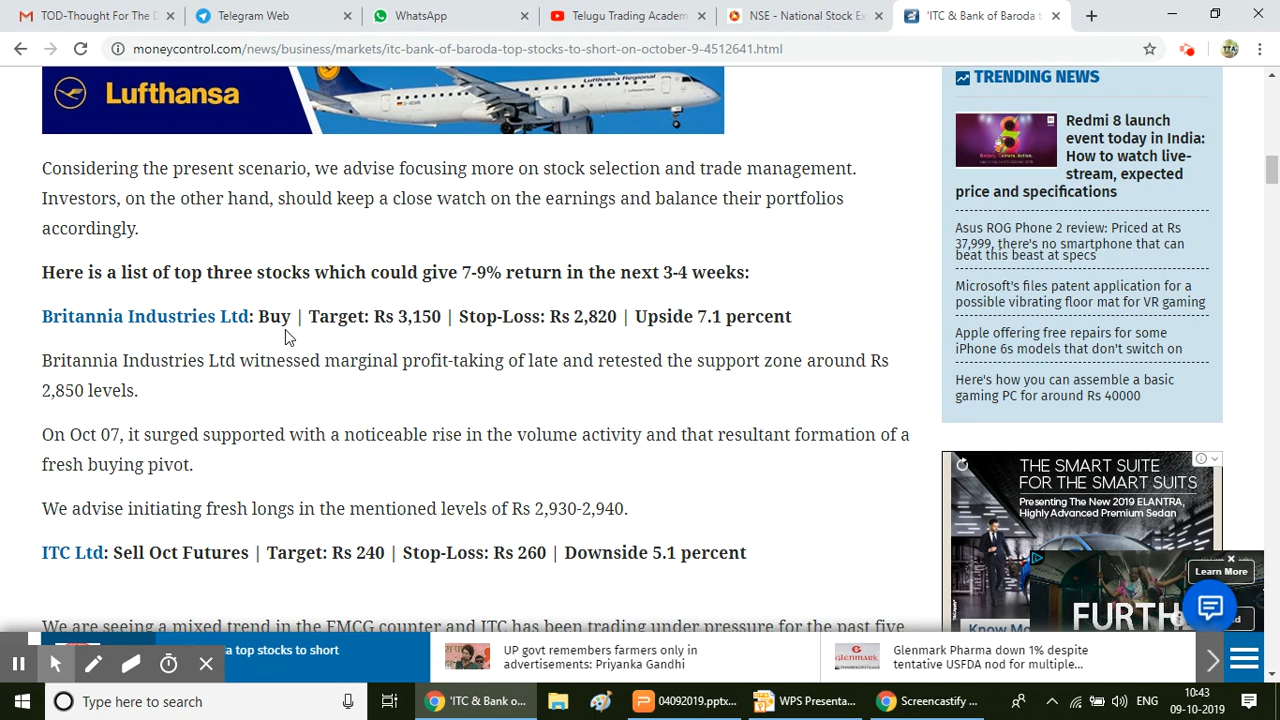 TOD-Thought For The D
Telegram Web
WhatsApp
Telugu Trading Academ
NSE - National Stock Ex
'ITC & Bank of Baroda t
moneycontrol.com/news/business/markets/itc-bank-of-baroda-top-stocks-to-short-on-october-9-4512641.html
Lufthansa
Lufthansa Regional
Considering the present scenario, we advise focusing more on stock selection and trade management.
Investors, on the other hand, should keep a close watch on the earnings and balance their portfolios
accordingly.
Here is a list of top three stocks which could give 7-9% return in the next 3-4 weeks:
Britannia Industries Ltd: Buy | Target: Rs 3,150 | Stop-Loss: Rs 2,820 | Upside 7.1 percent
Britannia Industries Ltd witnessed marginal profit-taking of late and retested the support zone around Rs
2,850 levels.
On Oct 07, it surged supported with a noticeable rise in the volume activity and that resultant formation of a
fresh buying pivot.
We advise initiating fresh longs in the mentioned levels of Rs 2,930-2,940.
ITC Ltd: Sell Oct Futures | Target: Rs 240 | Stop-Loss: Rs 260 | Downside 5.1 percent
We are seeing a mixed trend in the FMCG counter and ITC has been trading under pressure for the past five
TRENDING NEWS
Redmi 8 launch
event today in India:
How to watch live-
stream, expected
price and specifications
Asus ROG Phone 2 review: Priced at Rs
37,999, there's no smartphone that can
beat this beast at specs
Microsoft's files patent application for a
possible vibrating floor mat for VR gaming
Apple offering free repairs for some
iPhone 6s models that don't switch on
Here's how you can assemble a basic
gaming PC for around Rs 40000
THE SMART SUITE
FOR THE SMART SUITS
Presenting The New 2019 ELANTRA,
Highly Advanced Premium Sedan
Learn More
FURTH
Know Mo
a top stocks to short
UP govt remembers farmers only in
advertisements: Priyanka Gandhi
Glenmark
Glenmark Pharma down 1% despite
tentative USFDA nod for multiple...
Type here to search
'ITC & Bank o...
04092019.pptx...
WPS Presenta...
Screencastify ...
ENG
10:43
09-10-2019